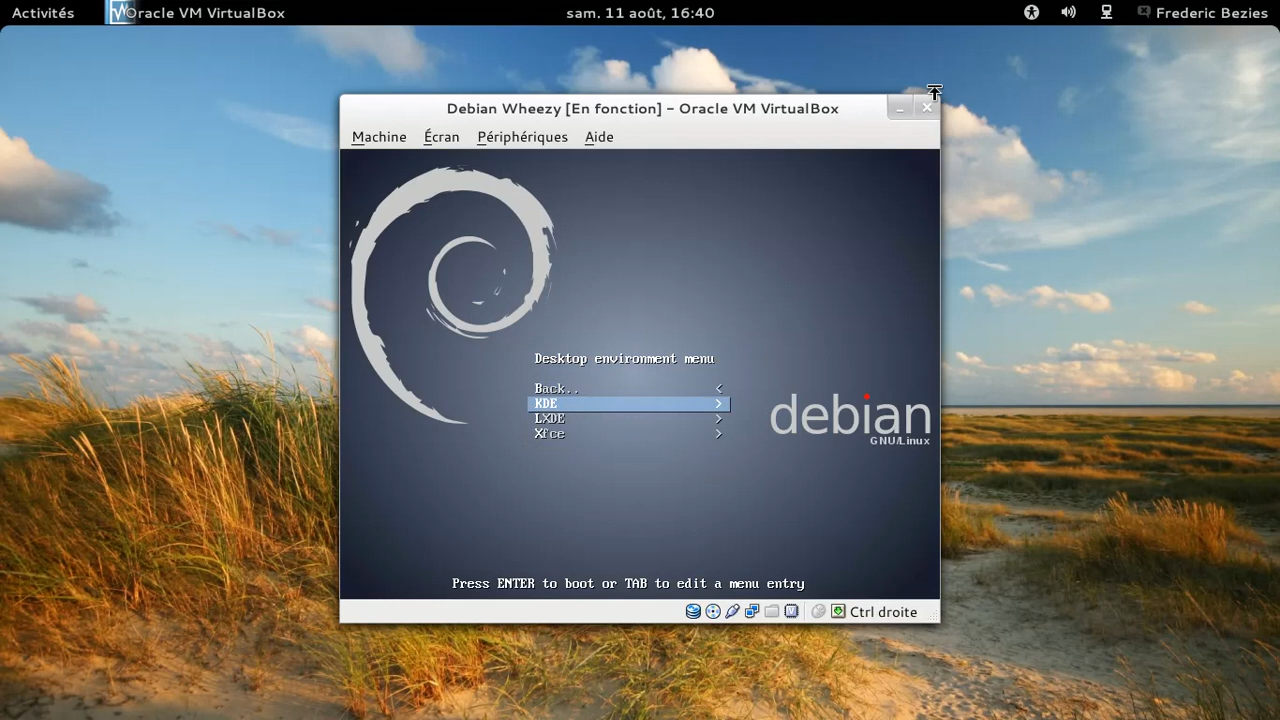 Activités Oracle VM VirtualBox sam. 11 août, 16:40 Frederic Bezies
Debian Wheezy [En fonction] - Oracle VM VirtualBox
Machine Écran Périphériques Aide
Desktop environment menu
Back.. <
KDE >
LXDE >
Xfce >
debian
GNU/Linux
Press ENTER to boot or TAB to edit a menu entry
Ctrl droite